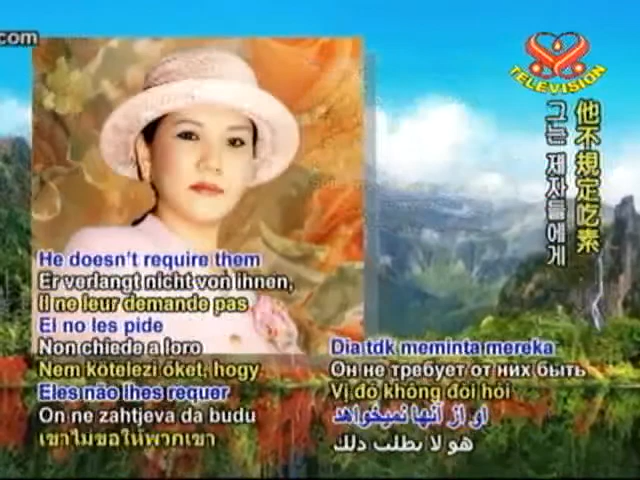 com
TELEVISION
He doesn't require them
Er verlangt nicht von ihnen,
Il ne leur demande pas
El no les pide
Non chiede a loro
Nem kötelezi őket, hogy
Eles não lhes requer
On ne zahtjeva da budu
เขาไม่ขอให้พวกเขา
Dia tdk meminta mereka
Он не требует от них быть
Vị đó không đòi hỏi
او از آنها نمیخواهد
هو لا يطلب ذلك
他不規定吃素
그는 제자들에게